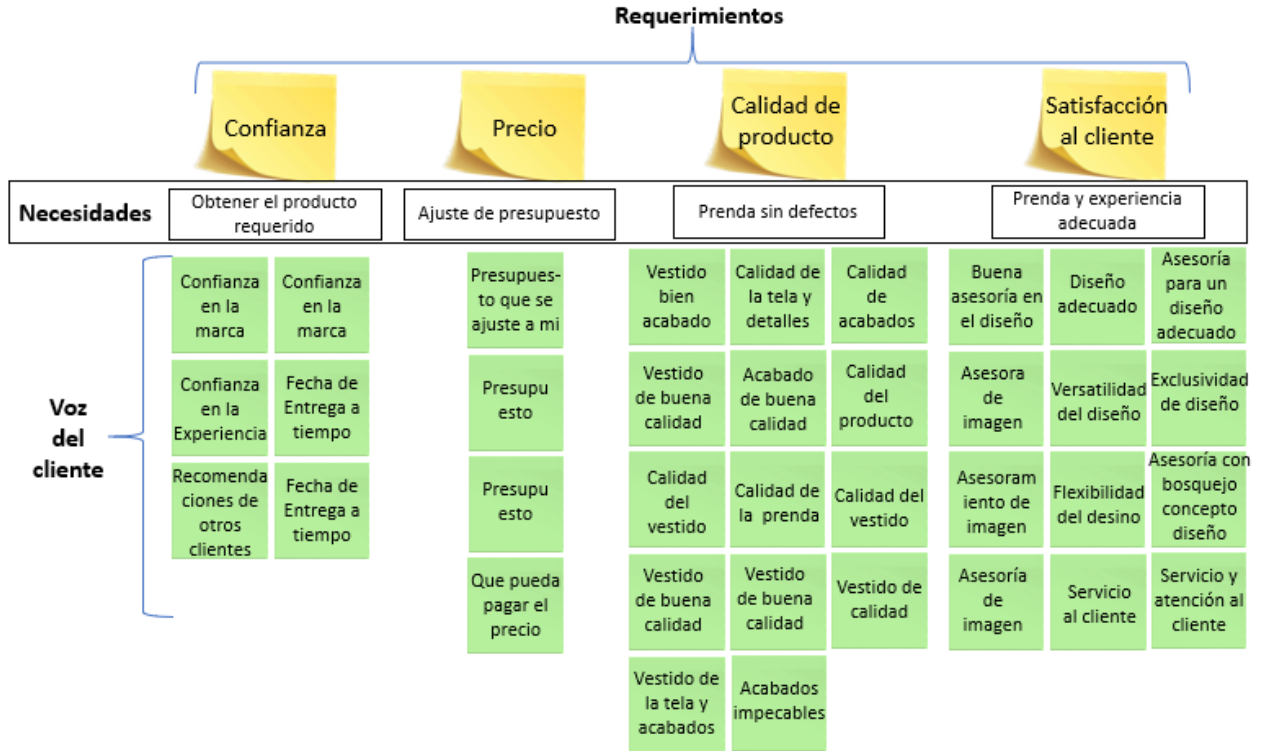 Requerimientos
Confianza
Precio
Calidad de
producto
Satisfacción
al cliente
Necesidades
Obtener el producto
requerido
Ajuste de presupuesto
Prenda sin defectos
Prenda y experiencia
adecuada
Voz
del
cliente
Confianza
en la
marca
Confianza
en la
marca
Presupues-
to que se
ajuste a mi
Vestido
bien
acabado
Calidad de
la tela y
detalles
Calidad
de
acabados
Buena
asesoría en
el diseño
Diseño
adecuado
Asesoría
para un
diseño
adecuado
Confianza
en la
Experiencia
Fecha de
Entrega a
tiempo
Presupu
esto
Vestido
de buena
calidad
Acabado
de buena
calidad
Calidad
del
producto
Asesora
de
imagen
Versatilidad
del diseño
Exclusividad
de diseño
Recomenda
ciones de
otros
clientes
Fecha de
Entrega a
tiempo
Presupu
esto
Calidad
del
vestido
Calidad de
la prenda
Calidad del
vestido
Asesoram
iento de
imagen
Flexibilidad
del desino
Asesoría con
bosquejo
concepto
diseño
Que pueda
pagar el
precio
Vestido
de buena
calidad
Vestido
de buena
calidad
Vestido de
calidad
Asesoría
de
imagen
Servicio
al cliente
Servicio y
atención al
cliente
Vestido de
la tela y
acabados
Acabados
impecables